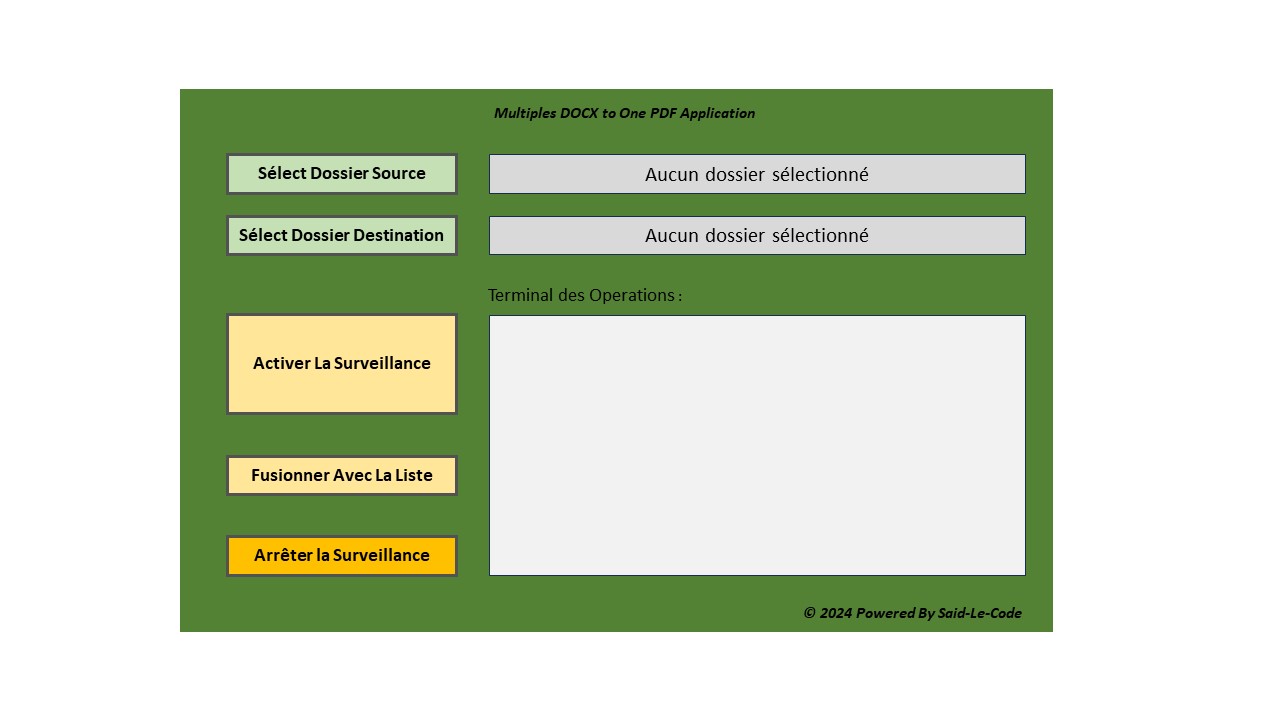 Multiples DOCX to One PDF Application
Sélect Dossier Source
Aucun dossier sélectionné
Sélect Dossier Destination
Aucun dossier sélectionné
Terminal des Operations :
Activer La Surveillance
Fusionner Avec La Liste
Arrêter la Surveillance
© 2024 Powered By Said-Le-Code